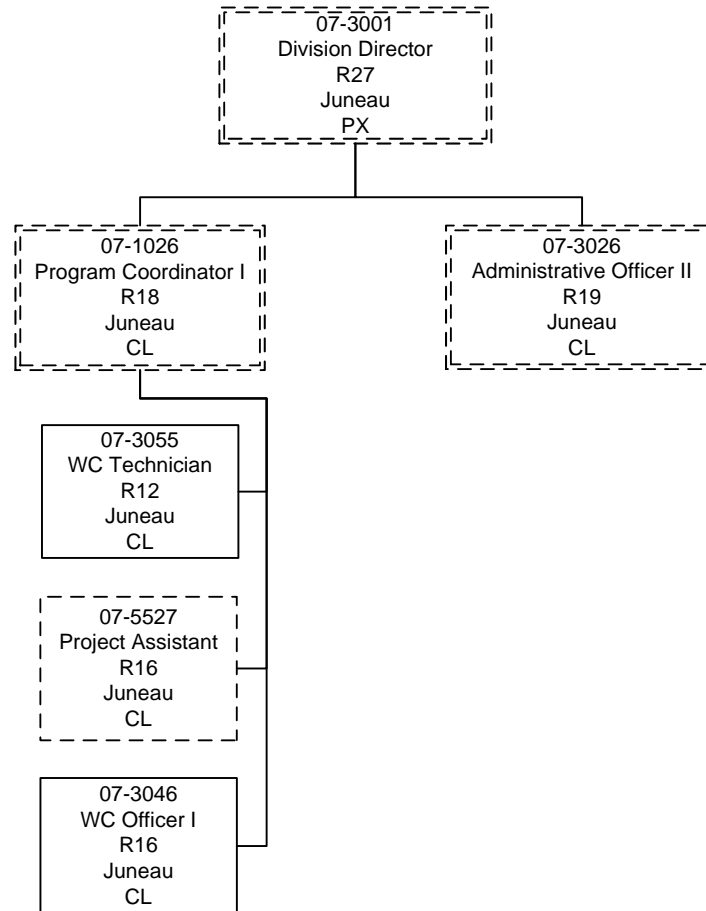 07-3001
Division Director
R27
Juneau
PX
07-1026
Program Coordinator I
R18
Juneau
CL
07-3026
Administrative Officer II
R19
Juneau
CL
07-3055
WC Technician
R12
Juneau
CL
07-5527
Project Assistant
R16
Juneau
CL
07-3046
WC Officer I
R16
Juneau
CL